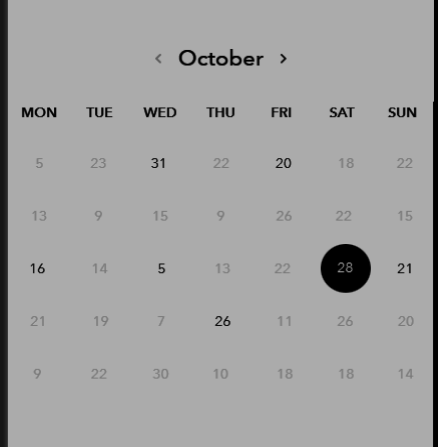 ‹ October ›
MON TUE WED THU FRI SAT SUN
5 23 31 22 20 18 22
13 9 15 9 26 22 15
16 14 5 13 22 28 21
21 19 7 26 11 26 20
9 22 30 10 18 18 14